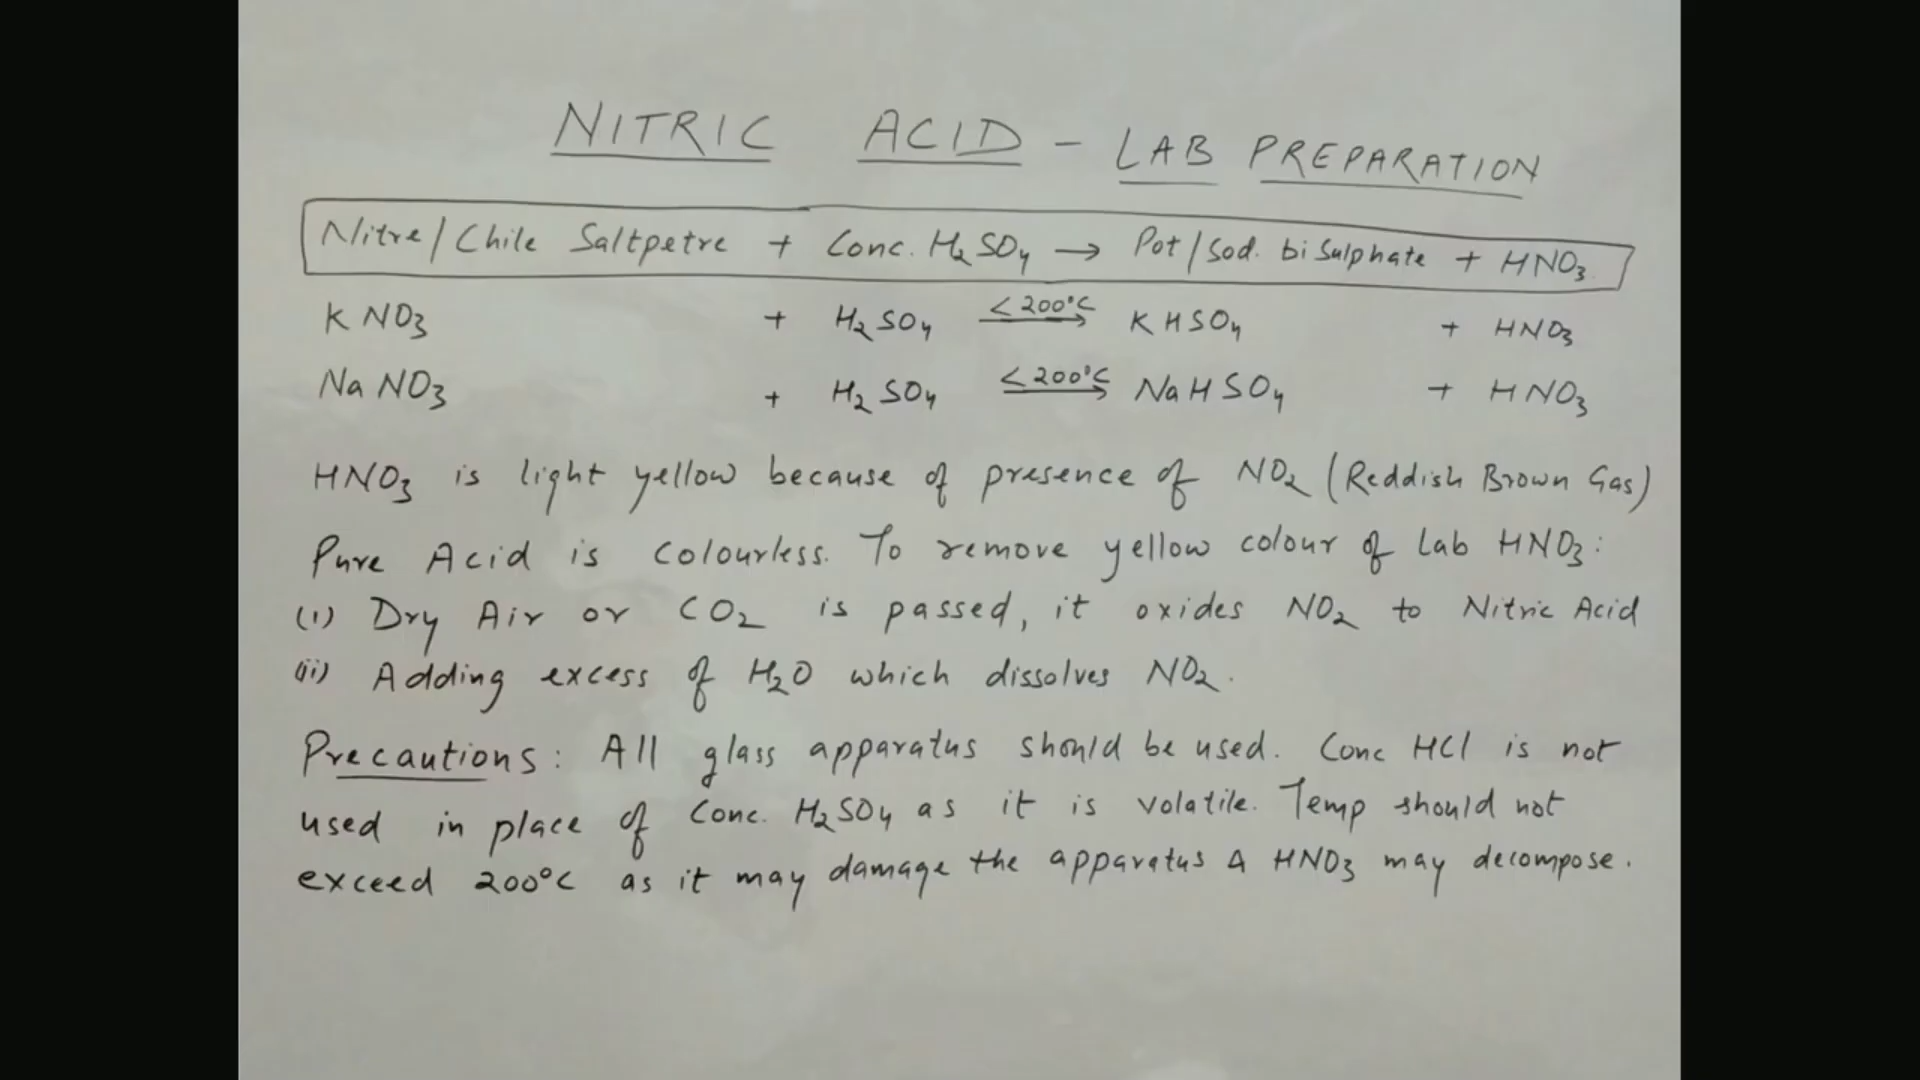 NITRIC ACID - LAB PREPARATION
Nitre/Chile Saltpetre + Conc. H₂SO₄ → Pot/Sod. bi Sulphate + HNO₃
KNO₃ + H₂SO₄ <200°C → KHSO₄ + HNO₃
NaNO₃ + H₂SO₄ <200°C → NaHSO₄ + HNO₃
HNO₃ is light yellow because of presence of NO₂ (Reddish Brown Gas)
Pure Acid is Colourless. To remove yellow colour of Lab HNO₃:
(i) Dry Air or CO₂ is passed, it oxides NO₂ to Nitric Acid
(ii) Adding excess of H₂O which dissolves NO₂.
Precautions: All glass apparatus should be used. Conc HCl is not
used in place of Conc. H₂SO₄ as it is volatile. Temp should not
exceed 200°C as it may damage the apparatus & HNO₃ may decompose.